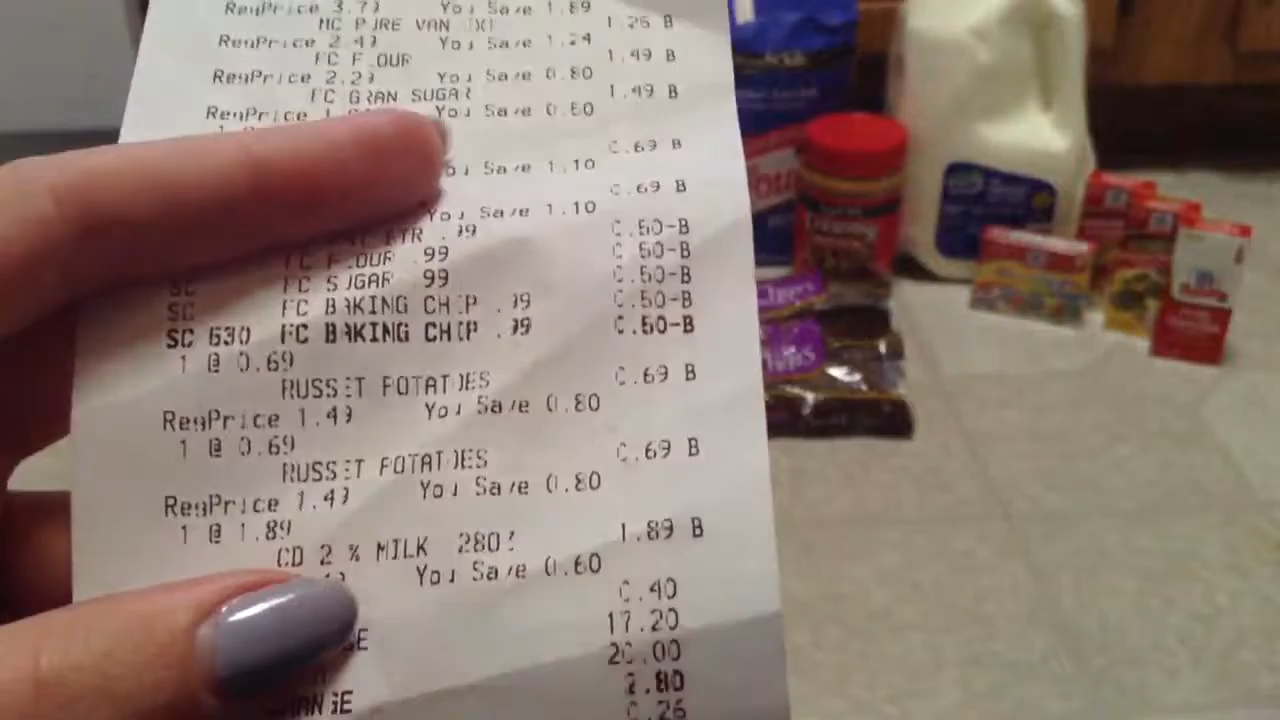 RegPrice 3.79 You Save 1.89
MC PURE VAN EXT 1.25 B
RegPrice 2.49 You Save 1.24
FC FLOUR 1.49 B
RegPrice 2.29 You Save 0.80
FC GRAN SUGAR 1.49 B
You Save 0.60
0.69 B
You Save 1.10
0.69 B
You Save 1.10
.99 0.50-B
FC FLOUR .99 0.50-B
SC FC SUGAR .99 0.50-B
SC FC BAKING CHIP .99 0.50-B
SC 630 FC BAKING CHIP .99 0.50-B
1 @ 0.69
RUSSET POTATOES 0.69 B
RegPrice 1.49 You Save 0.80
1 @ 0.69
RUSSET POTATOES 0.69 B
RegPrice 1.49 You Save 0.80
1 @ 1.89
CD 2 % MILK 1.89 B
You Save 0.60
0.40
17.20
20.00
2.80
CHANGE 0.26